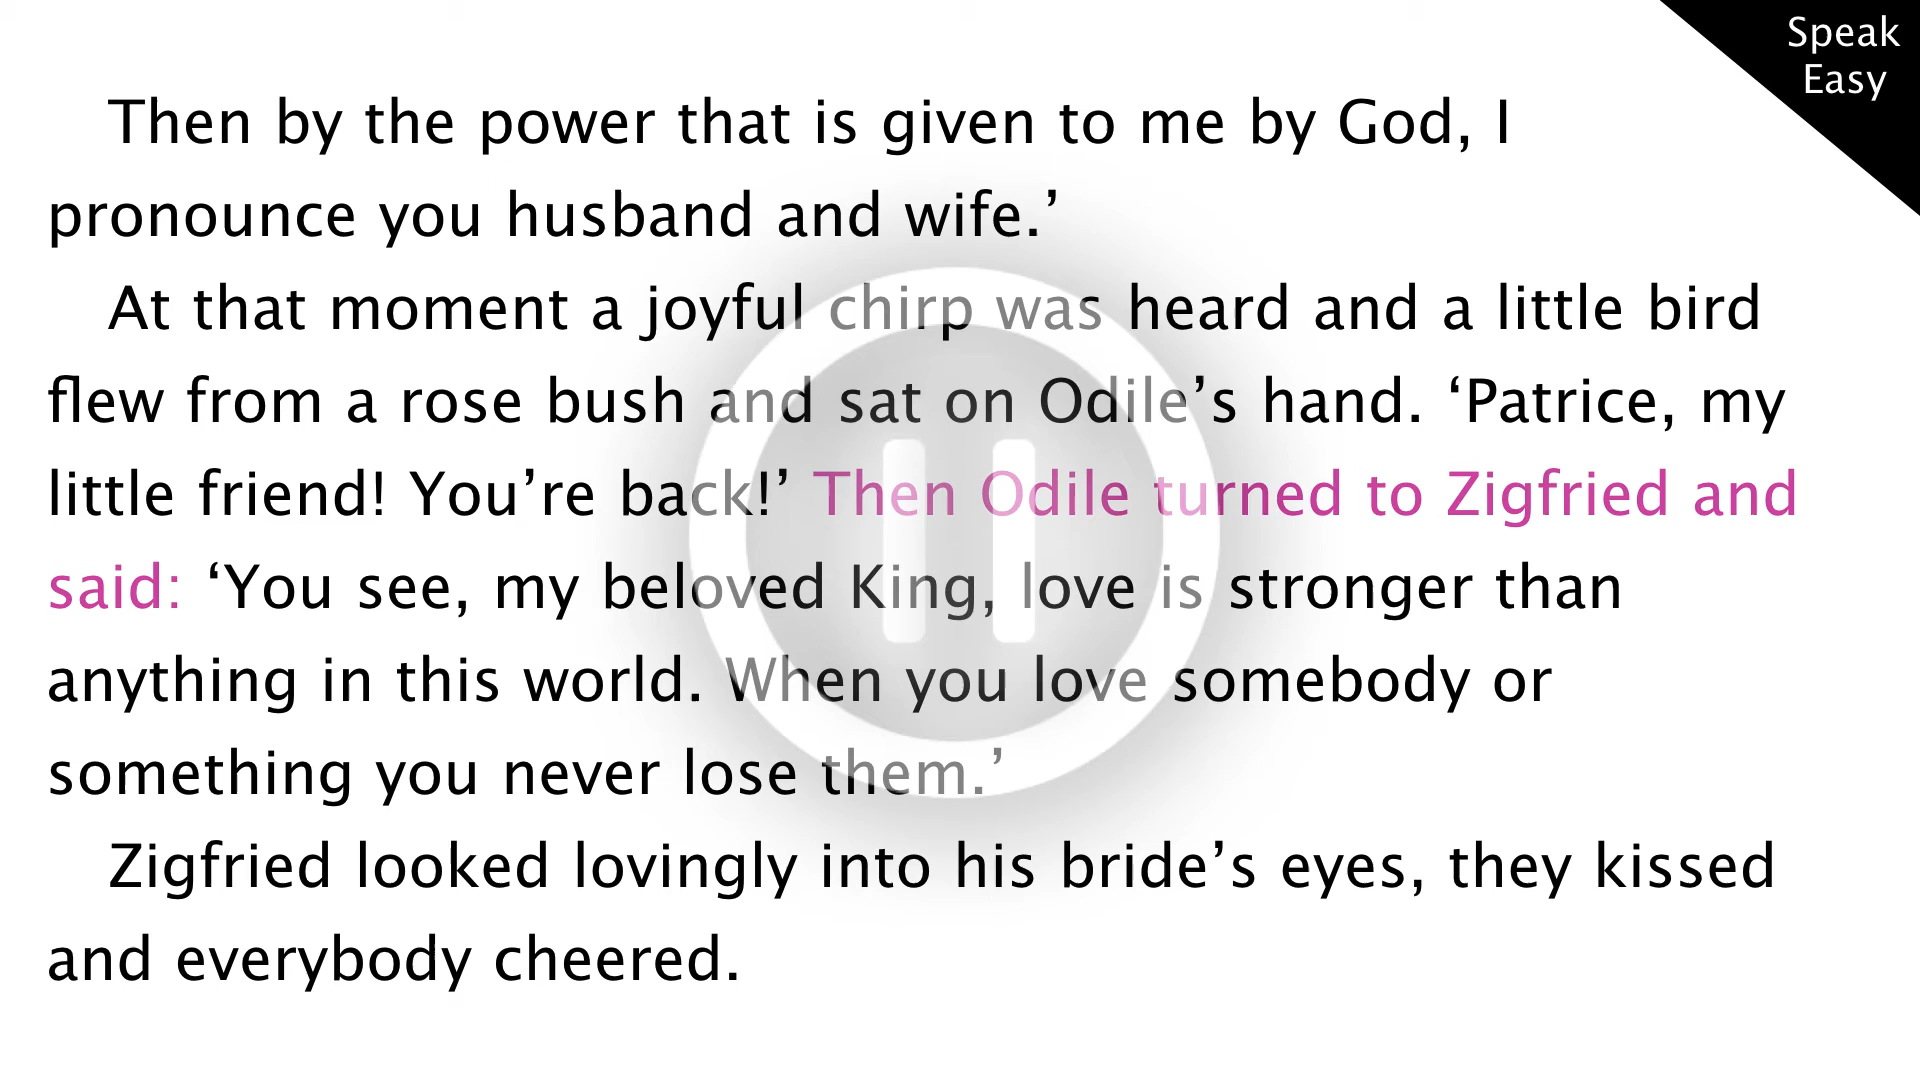 Speak
Easy
Then by the power that is given to me by God, I
pronounce you husband and wife.’
At that moment a joyful chirp was heard and a little bird
flew from a rose bush and sat on Odile’s hand. ‘Patrice, my
little friend! You’re back!’ Then Odile turned to Zigfried and
said: ‘You see, my beloved King, love is stronger than
anything in this world. When you love somebody or
something you never lose them.’
Zigfried looked lovingly into his bride’s eyes, they kissed
and everybody cheered.